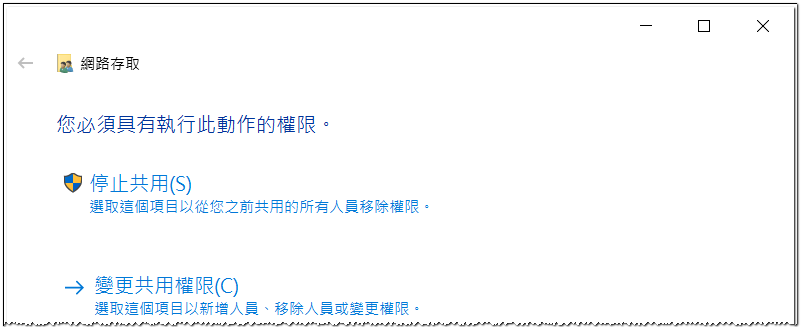 網路存取
您必須具有執行此動作的權限。
停止共用(S)
選取這個項目以從您之前共用的所有人員移除權限。
變更共用權限(C)
選取這個項目以新增人員、移除人員或變更權限。